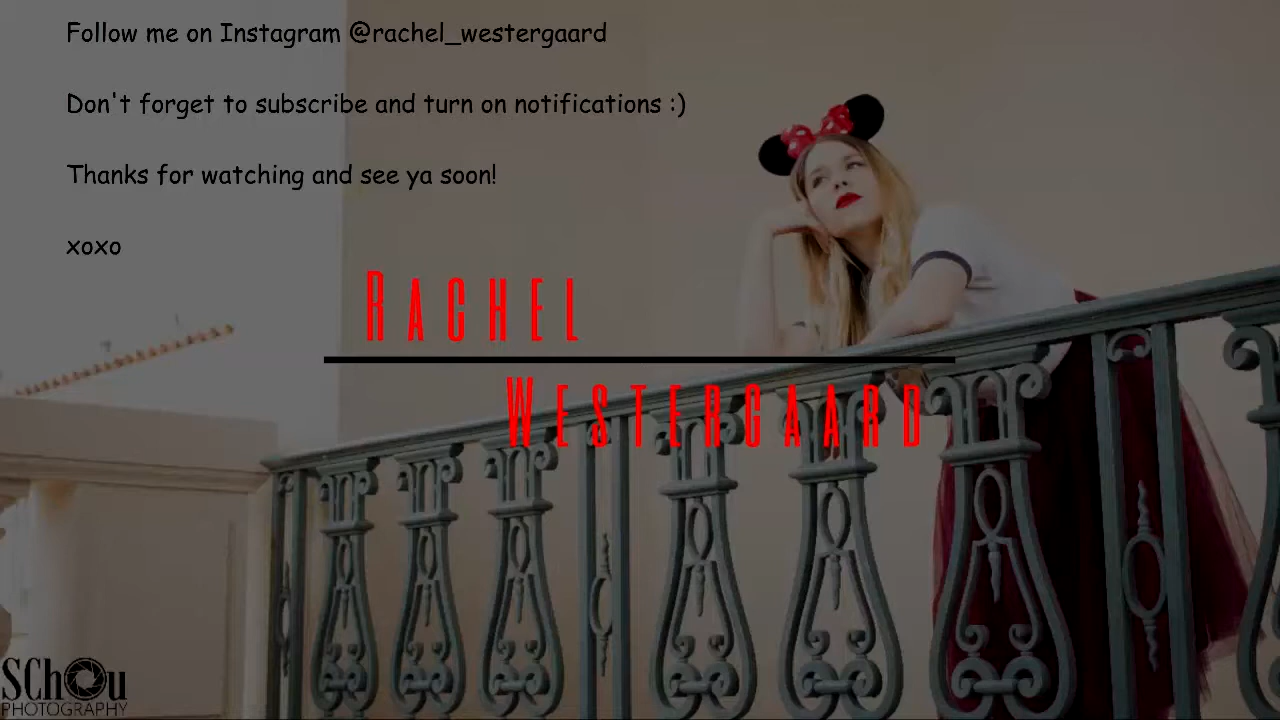 Follow me on Instagram @rachel_westergaard
Don't forget to subscribe and turn on notifications :)
Thanks for watching and see ya soon!
xoxo
RACHEL
WESTERGAARD
SChOu
PHOTOGRAPHY